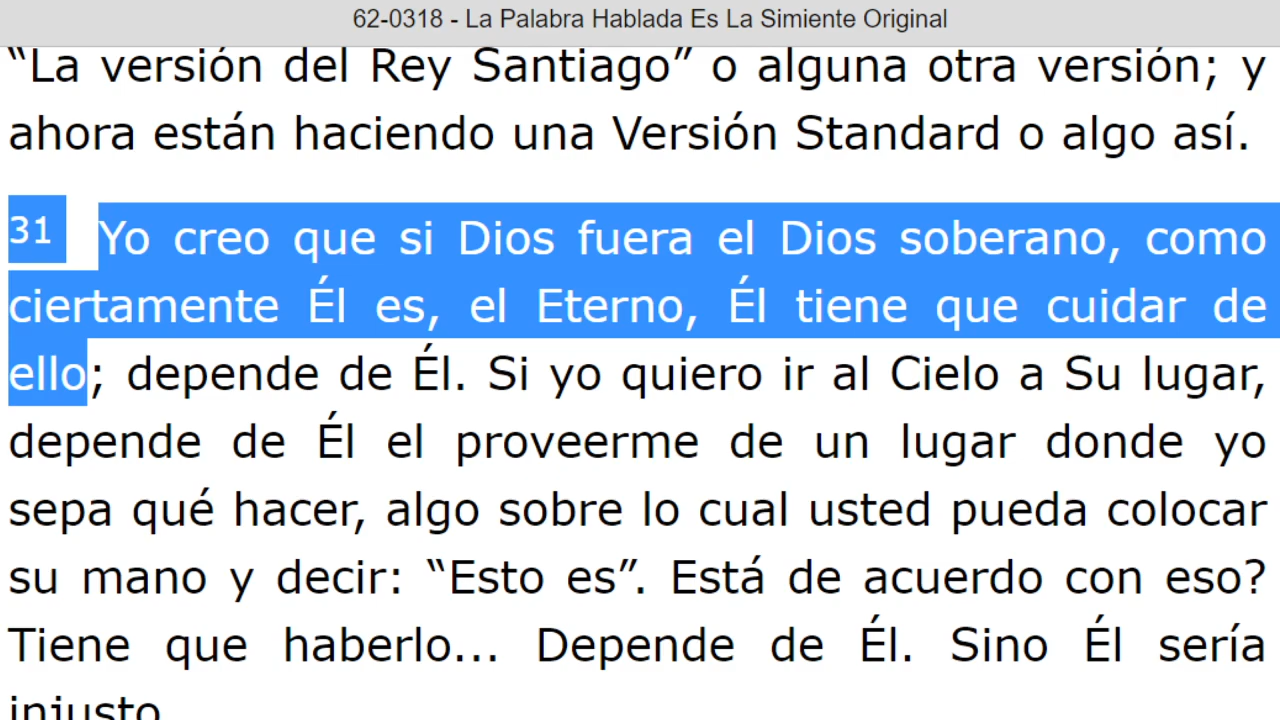 62-0318 - La Palabra Hablada Es La Simiente Original
“La versión del Rey Santiago” o alguna otra versión; y
ahora están haciendo una Versión Standard o algo así.
31 Yo creo que si Dios fuera el Dios soberano, como
ciertamente Él es, el Eterno, Él tiene que cuidar de
ello; depende de Él. Si yo quiero ir al Cielo a Su lugar,
depende de Él el proveerme de un lugar donde yo
sepa qué hacer, algo sobre lo cual usted pueda colocar
su mano y decir: “Esto es”. Está de acuerdo con eso?
Tiene que haberlo... Depende de Él. Sino Él sería
injusto.